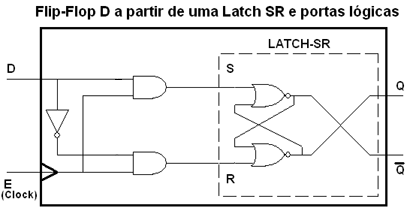 Flip-Flop D a partir de uma Latch SR e portas lógicas
LATCH-SR
D
S
Q
E
(Clock)
R
Q̅